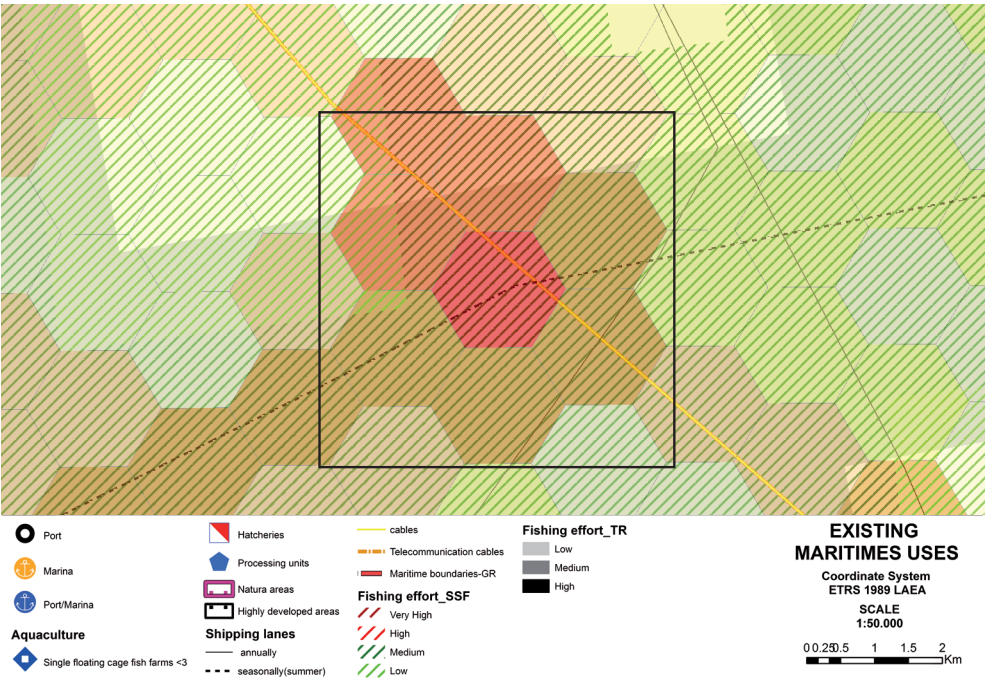 Port
Marina
Port/Marina
Aquaculture
Single floating cage fish farms <3
Hatcheries
Processing units
Natura areas
Highly developed areas
Shipping lanes
annually
seasonally(summer)
cables
Telecommunication cables
Maritime boundaries-GR
Fishing effort_SSF
Very High
High
Medium
Low
Fishing effort_TR
Low
Medium
High
EXISTING
MARITIMES USES
Coordinate System
ETRS 1989 LAEA
SCALE
1:50.000
0 0.25 0.5 1 1.5 2
Km